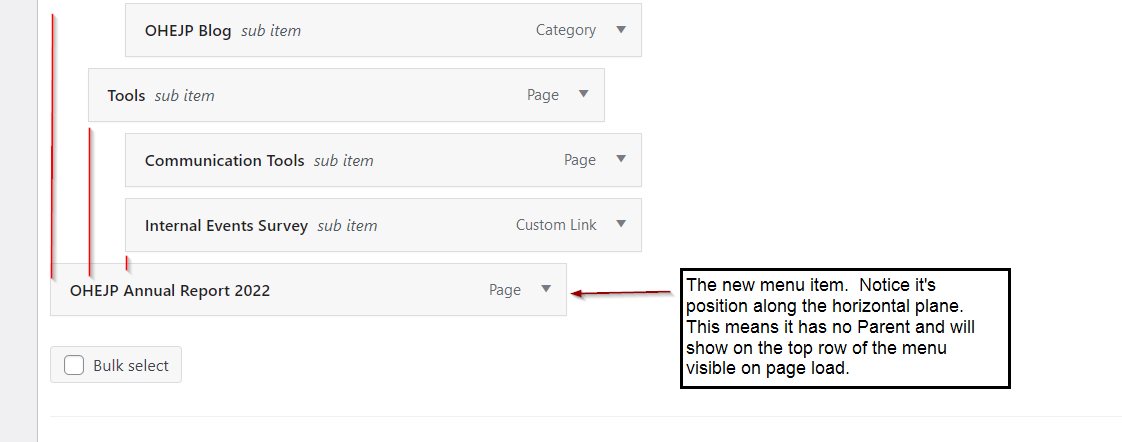 OHEJP Blog sub item Category
Tools sub item Page
Communication Tools sub item Page
Internal Events Survey sub item Custom Link
OHEJP Annual Report 2022 Page
The new menu item.  Notice it's
position along the horizontal plane.
This means it has no Parent and will
show on the top row of the menu
visible on page load.
Bulk select